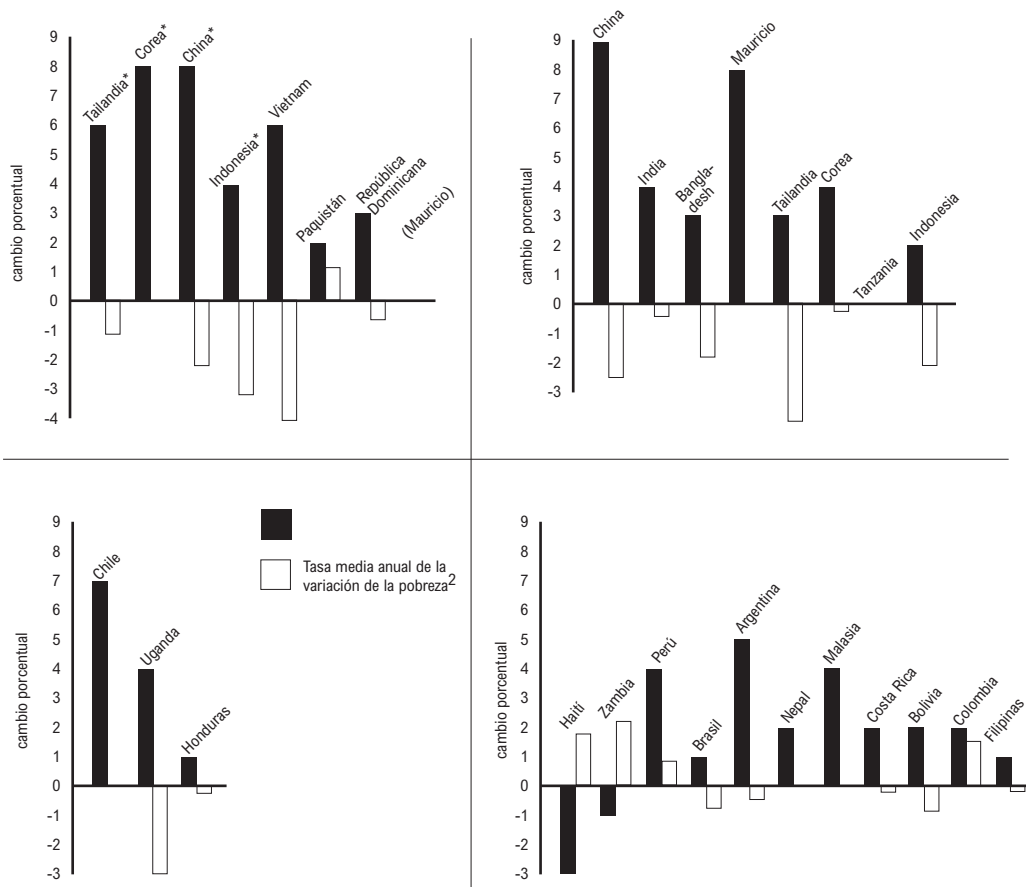 9
8
7
6
5
4
3
2
1
0
-1
-2
-3
-4
cambio porcentual
Tailandia*
Corea*
China*
Indonesia*
Vietnam
Paquistán
República
Dominicana
(Mauricio)
9
8
7
6
5
4
3
2
1
0
-1
-2
-3
cambio porcentual
China
India
Bangla-
desh
Mauricio
Tailandia
Corea
Tanzania
Indonesia
9
8
7
6
5
4
3
2
1
0
-1
-2
-3
cambio porcentual
Chile
Uganda
Honduras
Tasa media anual de la
variación de la pobreza2
9
8
7
6
5
4
3
2
1
0
-1
-2
-3
cambio porcentual
Haití
Zambia
Perú
Brasil
Argentina
Nepal
Malasia
Costa Rica
Bolivia
Colombia
Filipinas